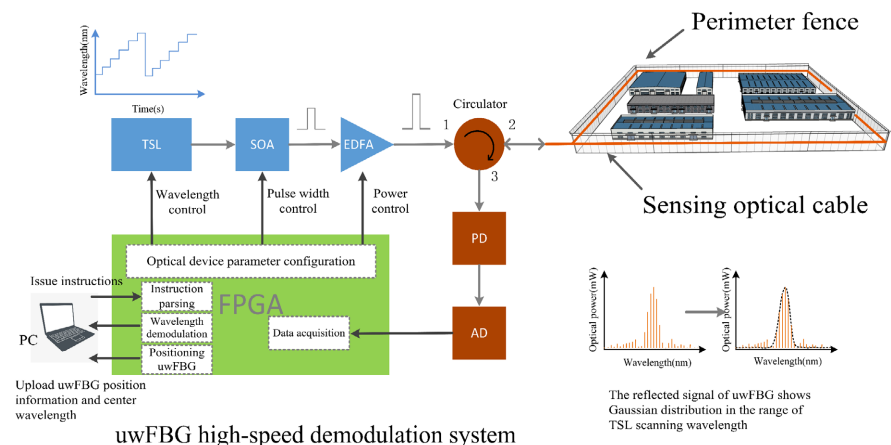 Wavelength(nm)
Time(s)
Perimeter fence
Circulator
TSL
SOA
EDFA
1
2
3
Wavelength
control
Pulse width
control
Power
control
Sensing optical cable
PD
Optical device parameter configuration
Issue instructions
Instruction
parsing
FPGA
PC
Wavelength
demodulation
Data acquisition
AD
Positioning
uwFBG
Upload uwFBG position
information and center
wavelength
Optical power(mW)
Wavelength(nm)
Optical power(mW)
Wavelength(nm)
The reflected signal of uwFBG shows
Gaussian distribution in the range of
TSL scanning wavelength
uwFBG high-speed demodulation system